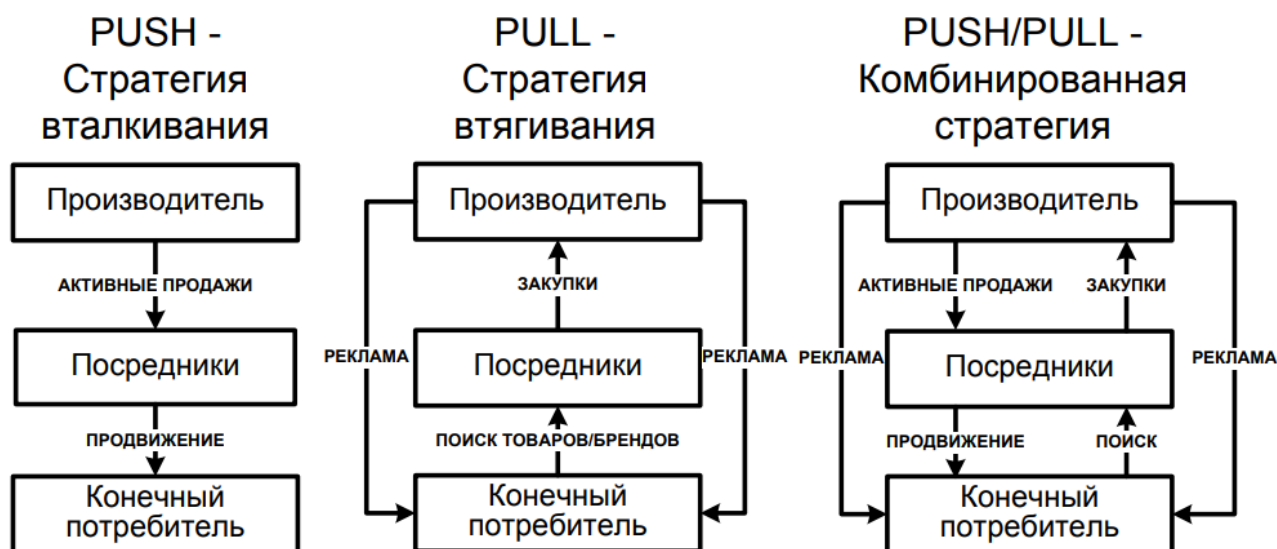 PUSH -
Стратегия
вталкивания
Производитель
АКТИВНЫЕ ПРОДАЖИ
Посредники
ПРОДВИЖЕНИЕ
Конечный
потребитель
PULL -
Стратегия
втягивания
Производитель
ЗАКУПКИ
РЕКЛАМА
Посредники
РЕКЛАМА
ПОИСК ТОВАРОВ/БРЕНДОВ
Конечный
потребитель
PUSH/PULL -
Комбинированная
стратегия
Производитель
АКТИВНЫЕ ПРОДАЖИ
ЗАКУПКИ
РЕКЛАМА
Посредники
РЕКЛАМА
ПРОДВИЖЕНИЕ
ПОИСК
Конечный
потребитель